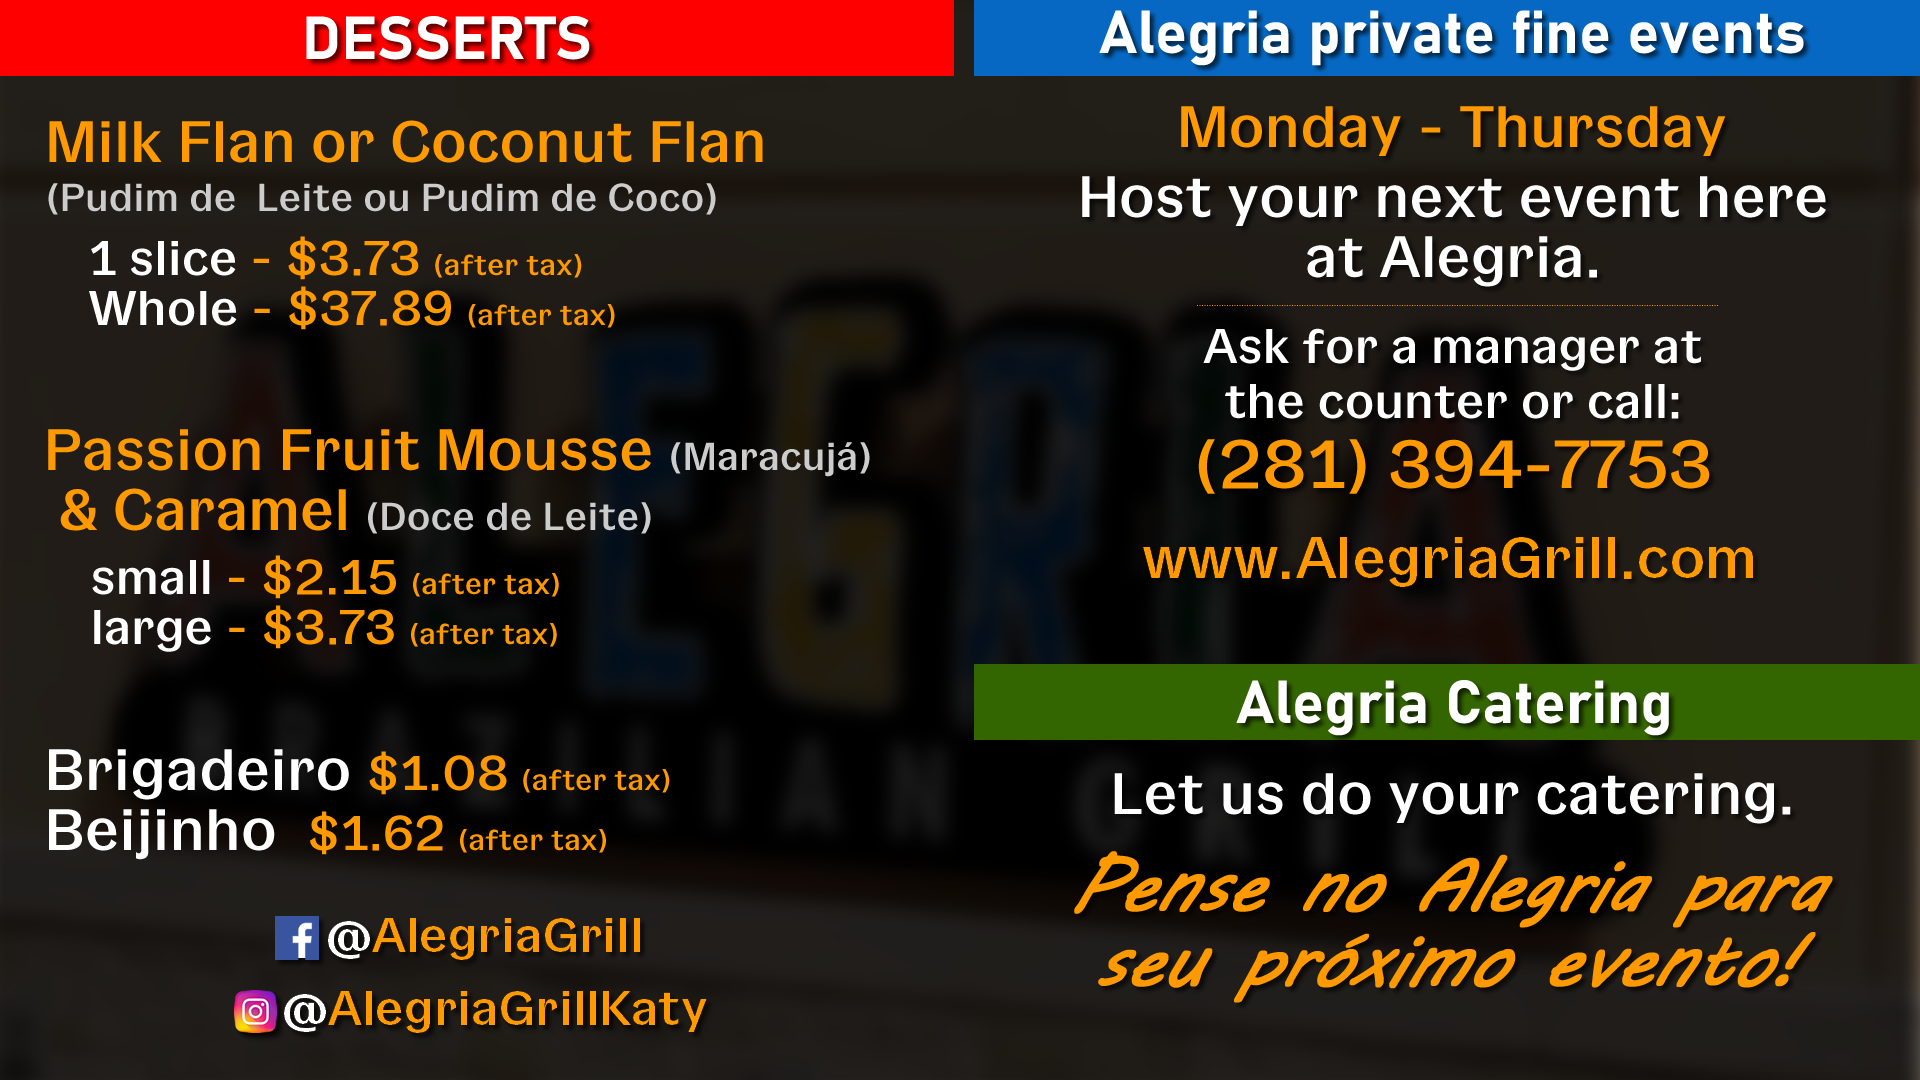 DESSERTS
Milk Flan or Coconut Flan
(Pudim de Leite ou Pudim de Coco)
1 slice - $3.73 (after tax)
Whole - $37.89 (after tax)
Passion Fruit Mousse (Maracujá)
& Caramel (Doce de Leite)
small - $2.15 (after tax)
large - $3.73 (after tax)
Brigadeiro $1.08 (after tax)
Beijinho $1.62 (after tax)
@AlegriaGrill
@AlegriaGrillKaty
Alegria private fine events
Monday - Thursday
Host your next event here
at Alegria.
Ask for a manager at
the counter or call:
(281) 394-7753
www.AlegriaGrill.com
Alegria Catering
Let us do your catering.
Pense no Alegria para
seu próximo evento!
ALEGRIA
BRAZILIAN GRILL